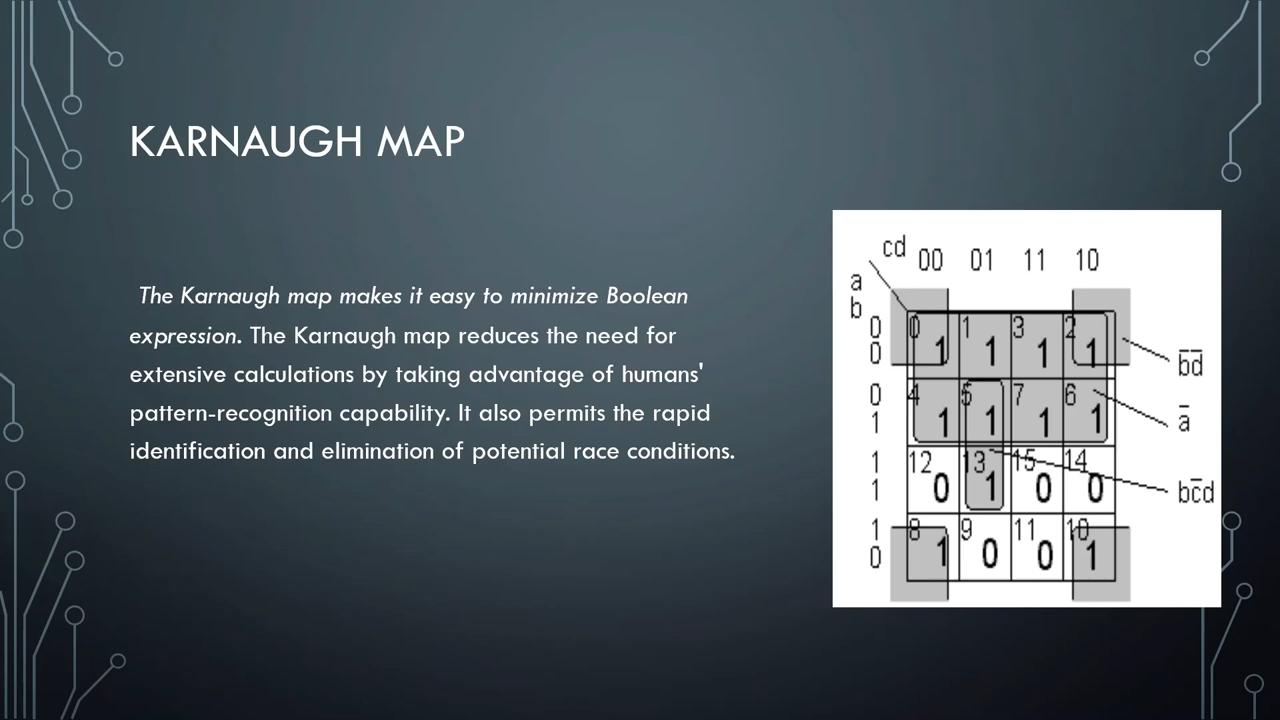 KARNAUGH MAP
The Karnaugh map makes it easy to minimize Boolean
expression. The Karnaugh map reduces the need for
extensive calculations by taking advantage of humans'
pattern-recognition capability. It also permits the rapid
identification and elimination of potential race conditions.
cd
00 01 11 10
a
b
0 0 1 3 2
0 1 1 1 1
b̅d̅
0 4 5 7 6
1 1 1 1 1
a̅
1 12 13 15 14
1 0 1 0 0
bc̅d
1 8 9 11 10
0 1 0 0 1